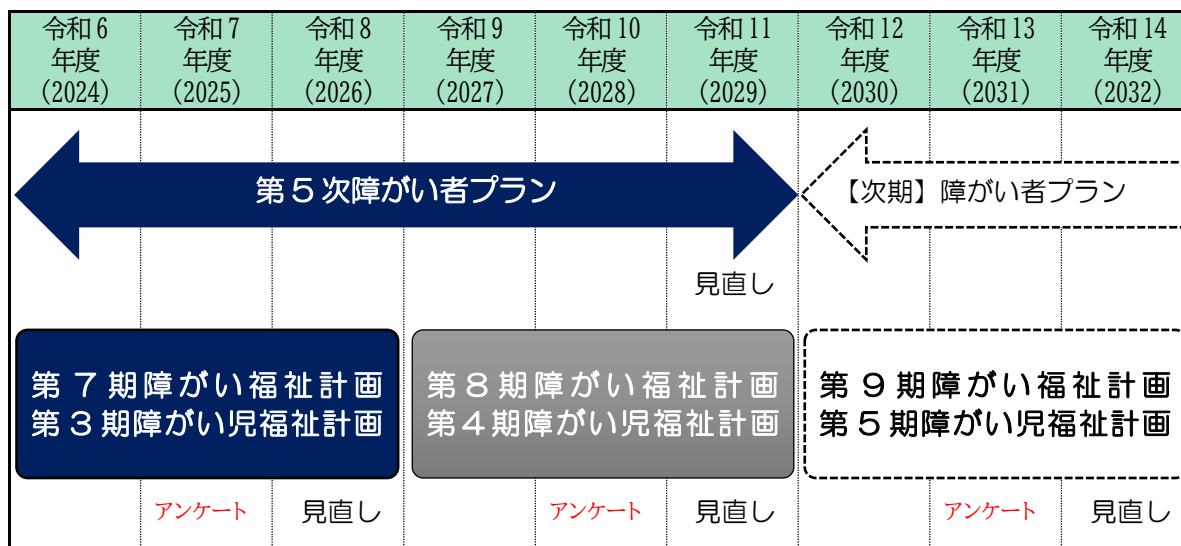 令和6
年度
(2024)
令和7
年度
(2025)
令和8
年度
(2026)
令和9
年度
(2027)
令和10
年度
(2028)
令和11
年度
(2029)
令和12
年度
(2030)
令和13
年度
(2031)
令和14
年度
(2032)
第5次障がい者プラン
【次期】障がい者プラン
見直し
第7期障がい福祉計画
第3期障がい児福祉計画
第8期障がい福祉計画
第4期障がい児福祉計画
第9期障がい福祉計画
第5期障がい児福祉計画
アンケート
見直し
アンケート
見直し
アンケート
見直し